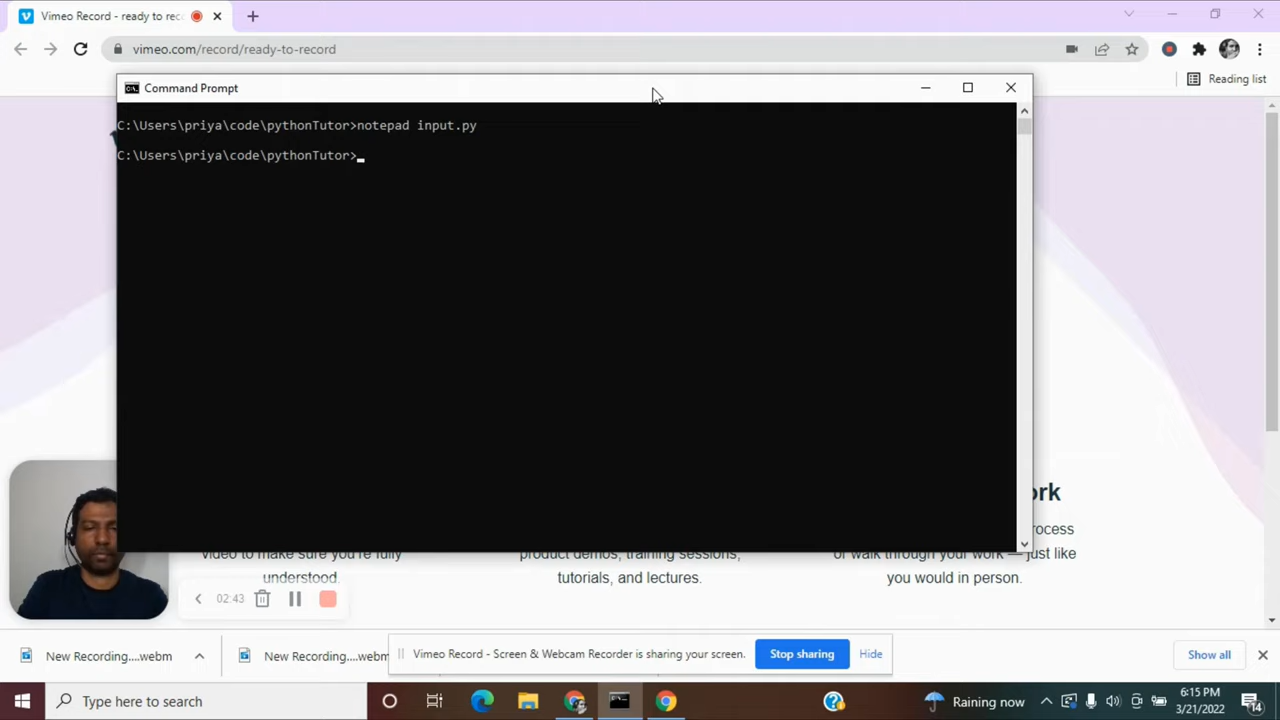 Vimeo Record - ready to rec
vimeo.com/record/ready-to-record
Reading list
Command Prompt
C:\Users\priya\code\pythonTutor>notepad input.py
C:\Users\priya\code\pythonTutor>
ork
process
video to make sure you're fully
product demos, training sessions,
or walk through your work — just like
understood.
tutorials, and lectures.
you would in person.
02:43
New Recording....webm
New Recording....webm
Vimeo Record - Screen & Webcam Recorder is sharing your screen.
Stop sharing
Hide
Show all
Type here to search
Raining now
6:15 PM
3/21/2022
14